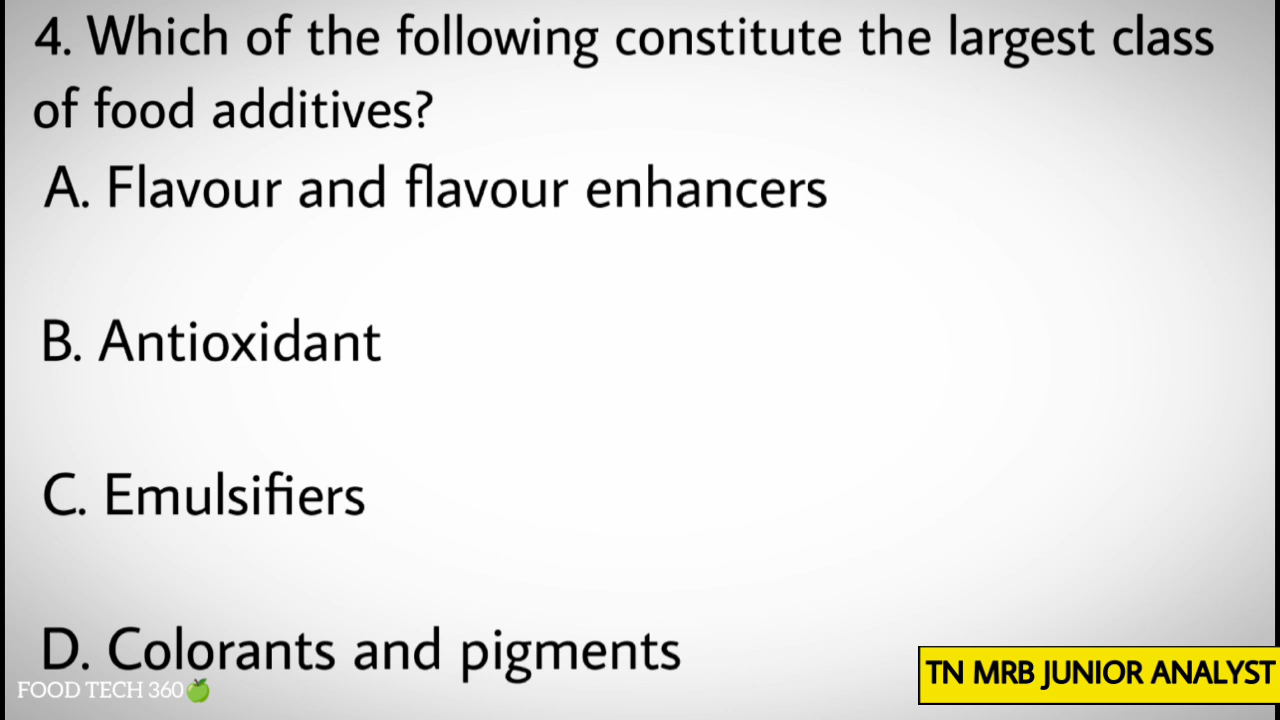 4. Which of the following constitute the largest class
of food additives?
A. Flavour and flavour enhancers
B. Antioxidant
C. Emulsifiers
D. Colorants and pigments
FOOD TECH 360🍏
TN MRB JUNIOR ANALYST